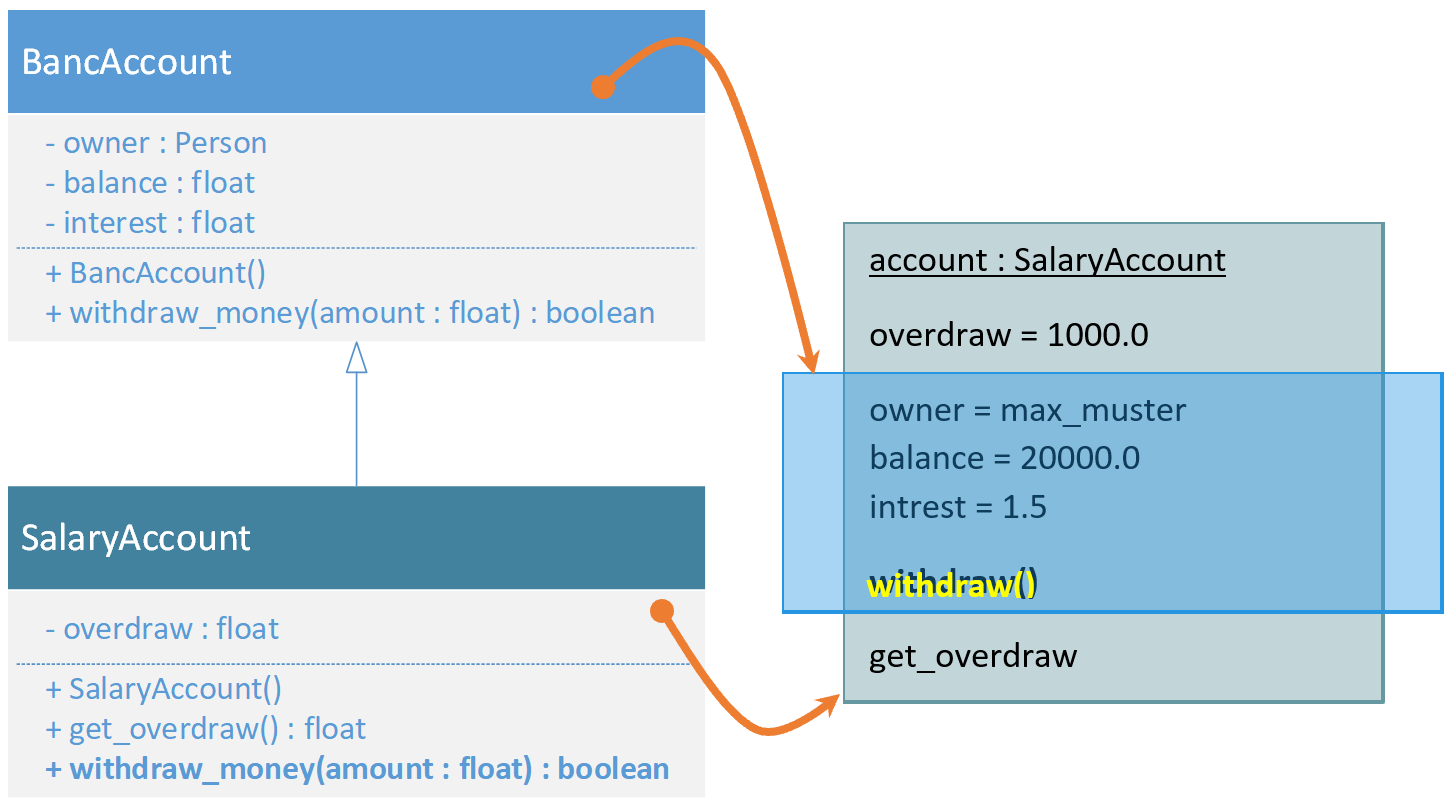 BancAccount
- owner : Person
- balance : float
- interest : float
+ BancAccount()
+ withdraw_money(amount : float) : boolean
SalaryAccount
- overdraw : float
+ SalaryAccount()
+ get_overdraw() : float
+ withdraw_money(amount : float) : boolean
account : SalaryAccount
overdraw = 1000.0
owner = max_muster
balance = 20000.0
intrest = 1.5
withdraw()
withdraw()
get_overdraw